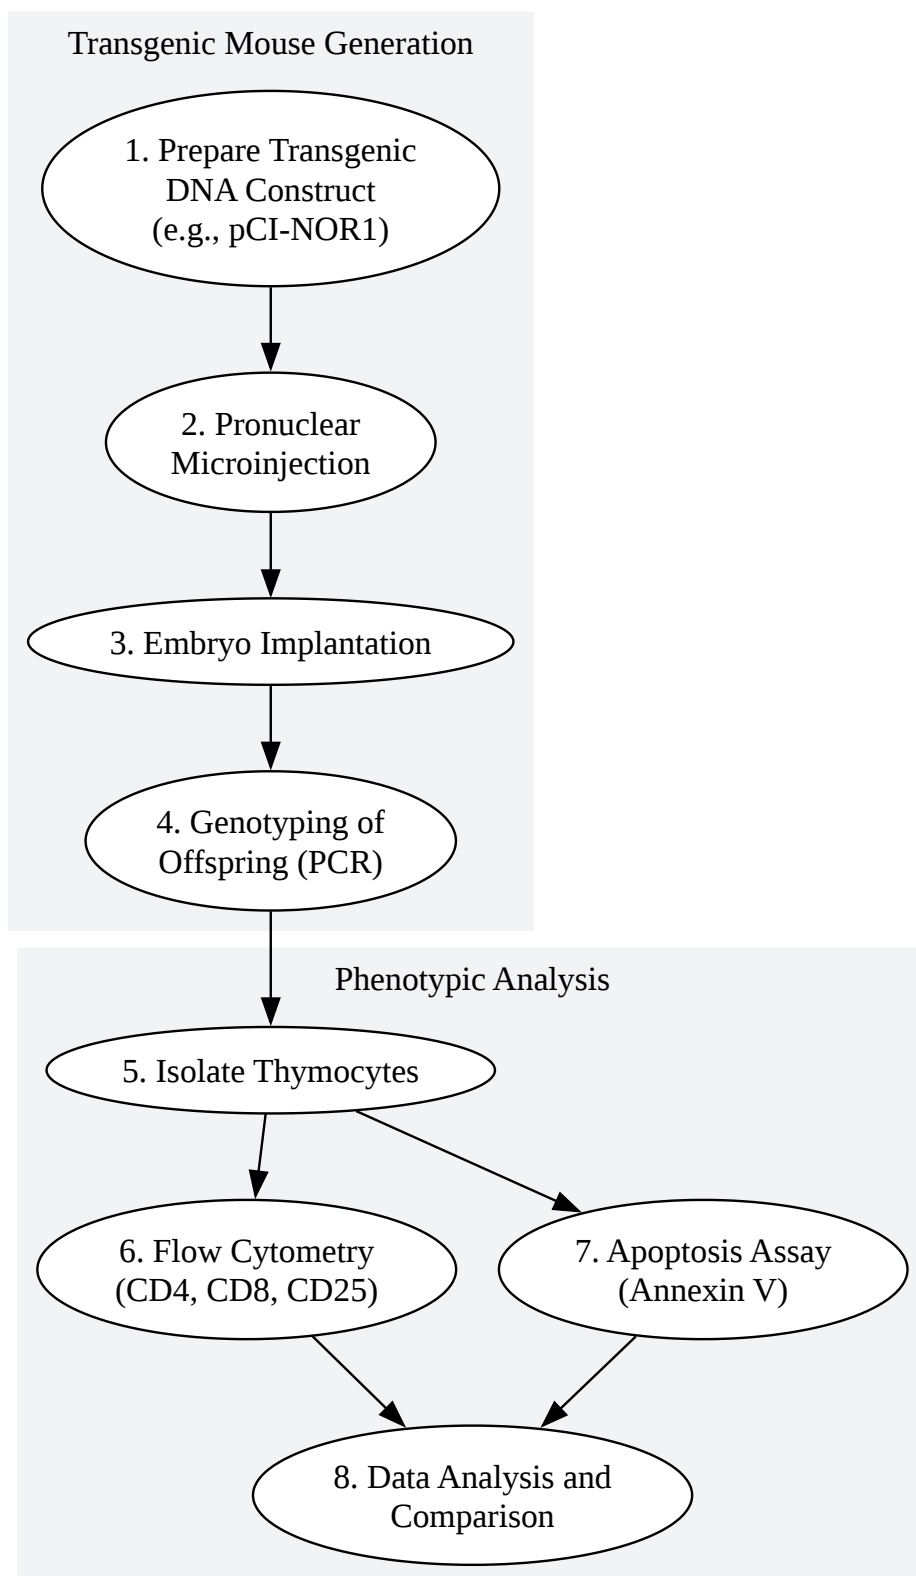 Transgenic Mouse Generation
1. Prepare Transgenic
DNA Construct
(e.g., pCI-NOR1)
2. Pronuclear
Microinjection
3. Embryo Implantation
4. Genotyping of
Offspring (PCR)
Phenotypic Analysis
5. Isolate Thymocytes
6. Flow Cytometry
(CD4, CD8, CD25)
7. Apoptosis Assay
(Annexin V)
8. Data Analysis and
Comparison